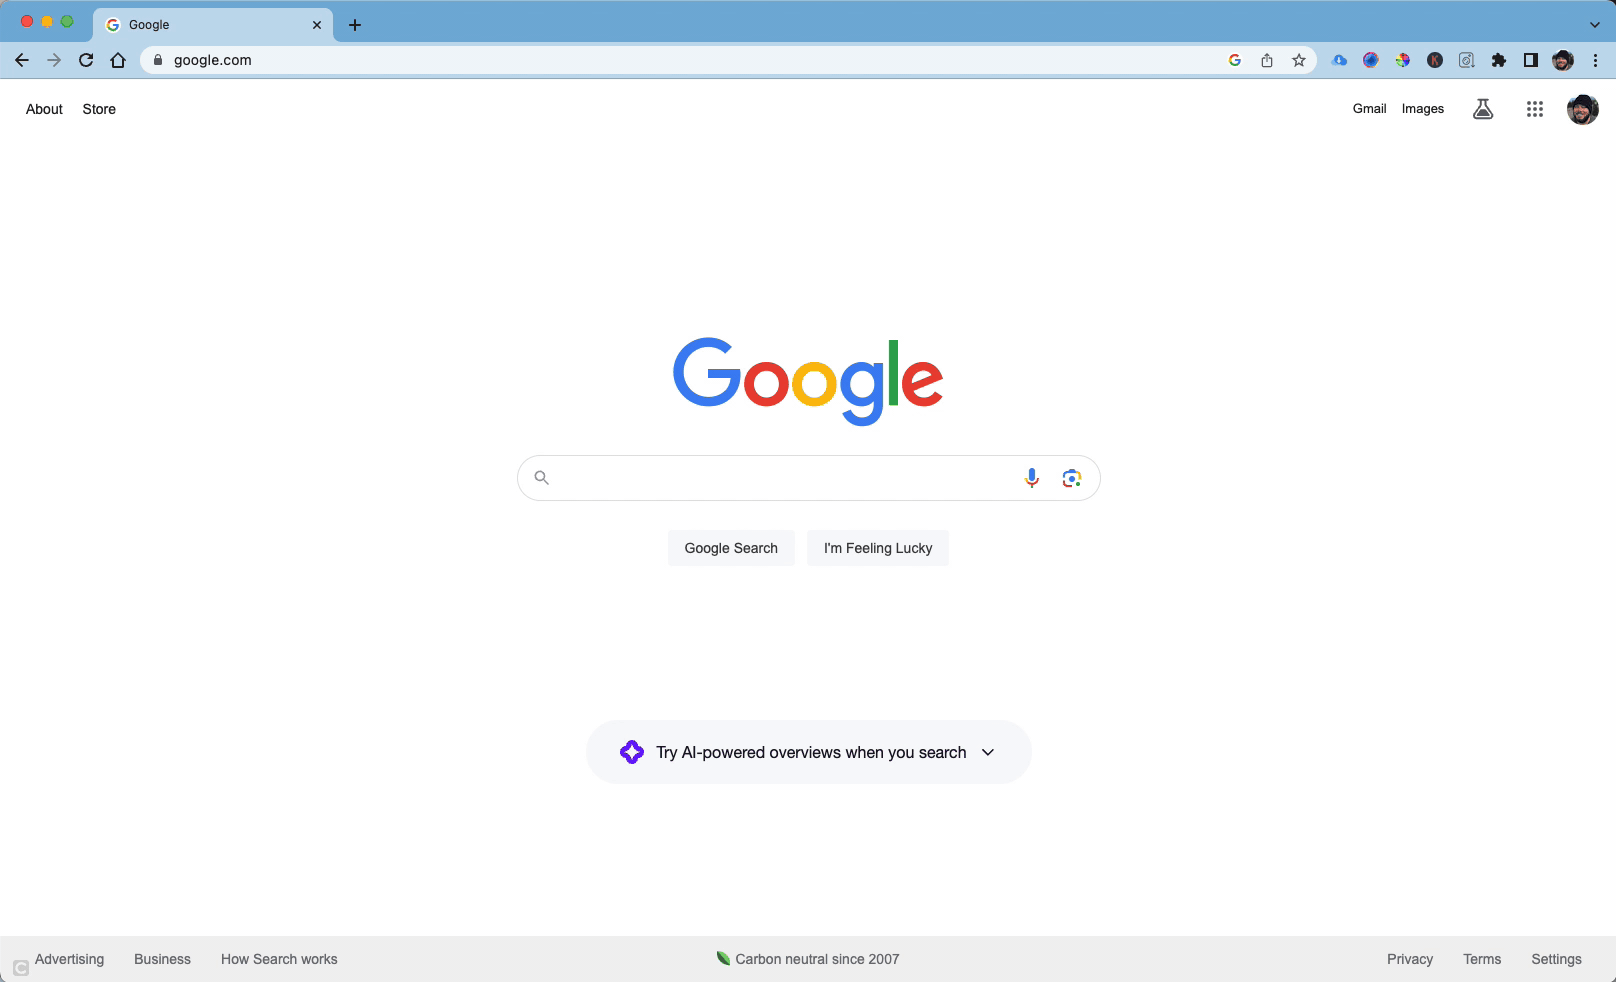 Google
google.com
About Store
Gmail Images
Google
Google Search I'm Feeling Lucky
Try AI-powered overviews when you search
Advertising Business How Search works
Carbon neutral since 2007
Privacy Terms Settings